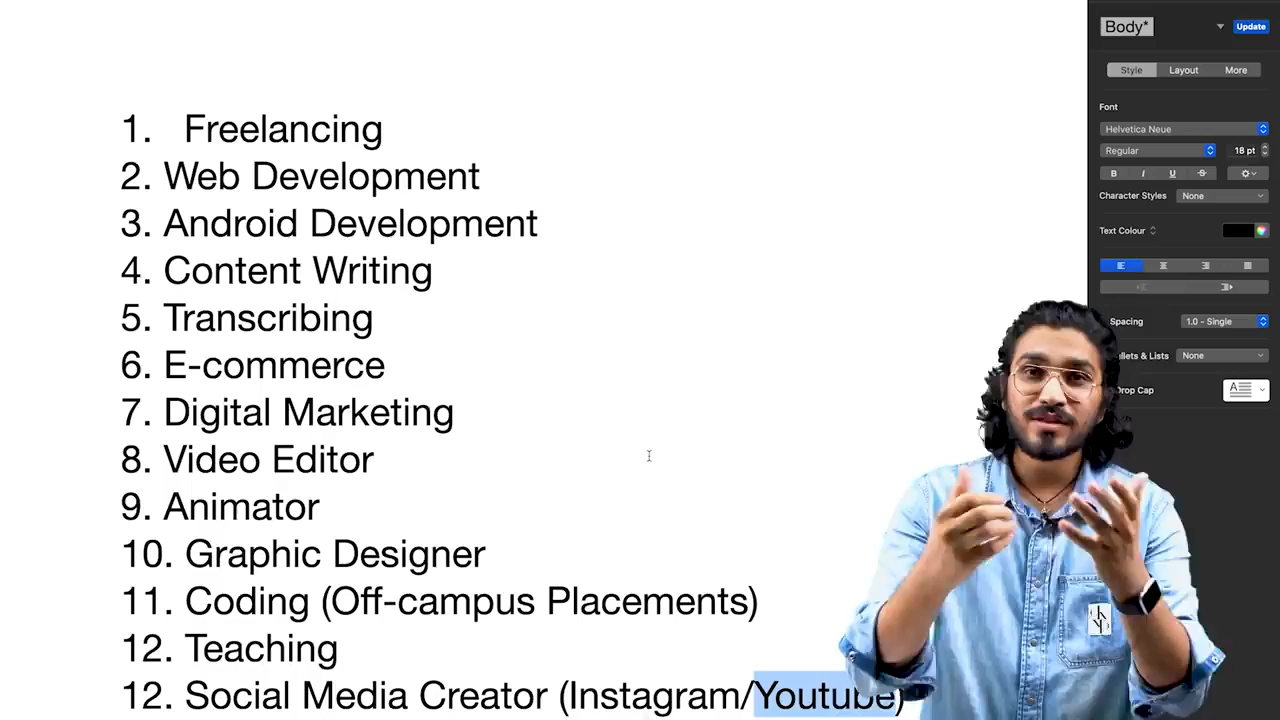 Body*
Update
Style Layout More
Font
Helvetica Neue
Regular 18 pt
B I U S
Character Styles None
Text Colour
Spacing 1.0 - Single
ullets & Lists None
Drop Cap
1. Freelancing
2. Web Development
3. Android Development
4. Content Writing
5. Transcribing
6. E-commerce
7. Digital Marketing
8. Video Editor
9. Animator
10. Graphic Designer
11. Coding (Off-campus Placements)
12. Teaching
12. Social Media Creator (Instagram/Youtube)